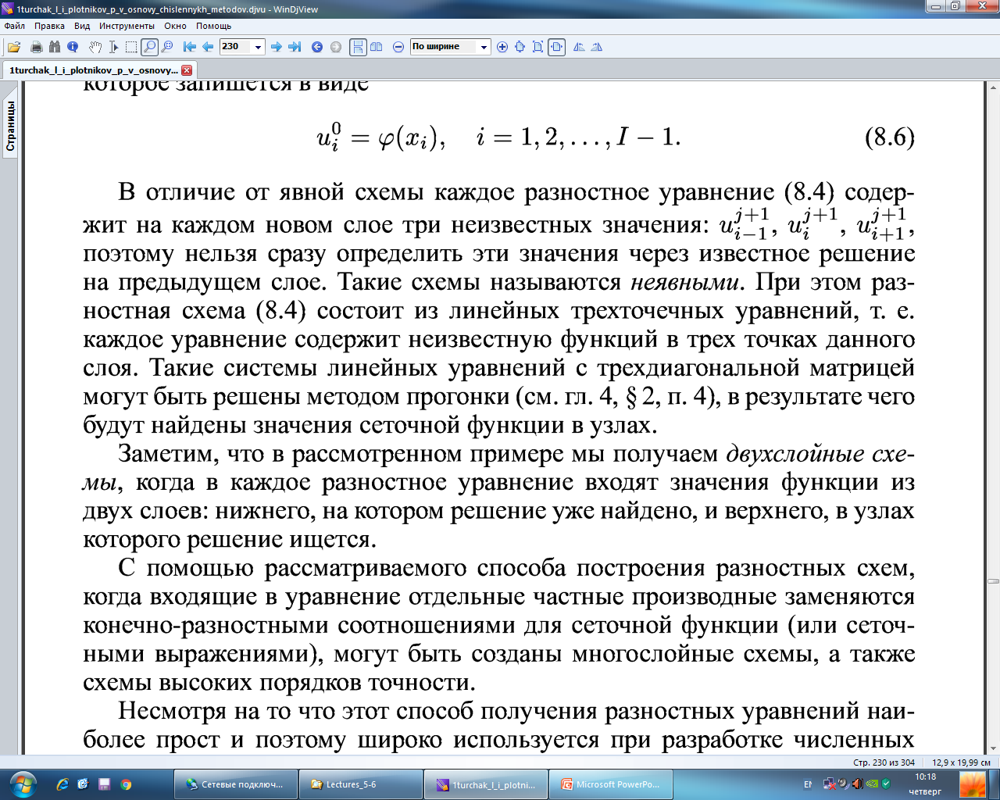 1turchak_l_i_plotnikov_p_v_osnovy_chislennykh_metodov.djvu - WinDjView
Файл Правка Вид Инструменты Окно Помощь
230 По ширине
1turchak_l_i_plotnikov_p_v_osnovy...
Страницы
которое запишется в виде
u_i^0 = φ(x_i), i = 1, 2, . . . , I − 1. (8.6)
В отличие от явной схемы каждое разностное уравнение (8.4) содер-
жит на каждом новом слое три неизвестных значения: u_{i−1}^{j+1}, u_i^{j+1}, u_{i+1}^{j+1},
поэтому нельзя сразу определить эти значения через известное решение
на предыдущем слое. Такие схемы называются неявными. При этом раз-
ностная схема (8.4) состоит из линейных трехточечных уравнений, т. е.
каждое уравнение содержит неизвестную функций в трех точках данного
слоя. Такие системы линейных уравнений с трехдиагональной матрицей
могут быть решены методом прогонки (см. гл. 4, § 2, п. 4), в результате чего
будут найдены значения сеточной функции в узлах.
Заметим, что в рассмотренном примере мы получаем двухслойные схе-
мы, когда в каждое разностное уравнение входят значения функции из
двух слоев: нижнего, на котором решение уже найдено, и верхнего, в узлах
которого решение ищется.
С помощью рассматриваемого способа построения разностных схем,
когда входящие в уравнение отдельные частные производные заменяются
конечно-разностными соотношениями для сеточной функции (или сеточ-
ными выражениями), могут быть созданы многослойные схемы, а также
схемы высоких порядков точности.
Несмотря на то что этот способ получения разностных уравнений наи-
более прост и поэтому широко используется при разработке численных
Стр. 230 из 304 12,9 x 19,99 см
Сетевые подключ... Lectures_5-6 1turchak_l_i_plotni... Microsoft PowerPo... EN 10:18
четверг